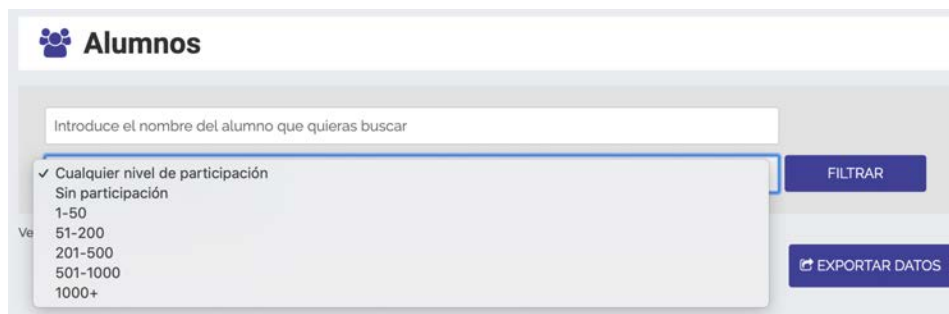 Alumnos
Introduce el nombre del alumno que quieras buscar
✓ Cualquier nivel de participación
FILTRAR
Sin participación
1-50
Ve
51-200
201-500
501-1000
EXPORTAR DATOS
1000+